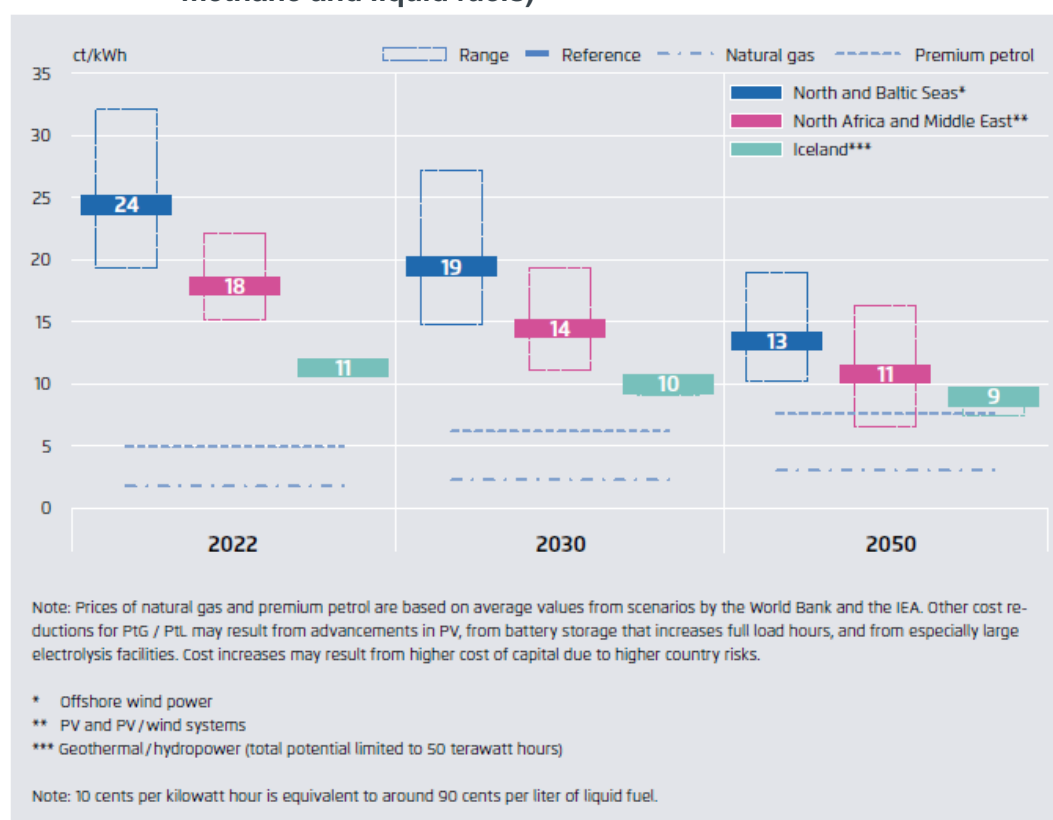 methane and liquid fuels)
ct/kWh
Range
Reference
Natural gas
Premium petrol
North and Baltic Seas*
North Africa and Middle East**
Iceland***
35
30
25
20
15
10
5
0
24
18
11
19
14
10
13
11
9
2022
2030
2050
Note: Prices of natural gas and premium petrol are based on average values from scenarios by the World Bank and the IEA. Other cost re-
ductions for PtG / PtL may result from advancements in PV, from battery storage that increases full load hours, and from especially large
electrolysis facilities. Cost increases may result from higher cost of capital due to higher country risks.
* Offshore wind power
** PV and PV / wind systems
*** Geothermal / hydropower (total potential limited to 50 terawatt hours)
Note: 10 cents per kilowatt hour is equivalent to around 90 cents per liter of liquid fuel.